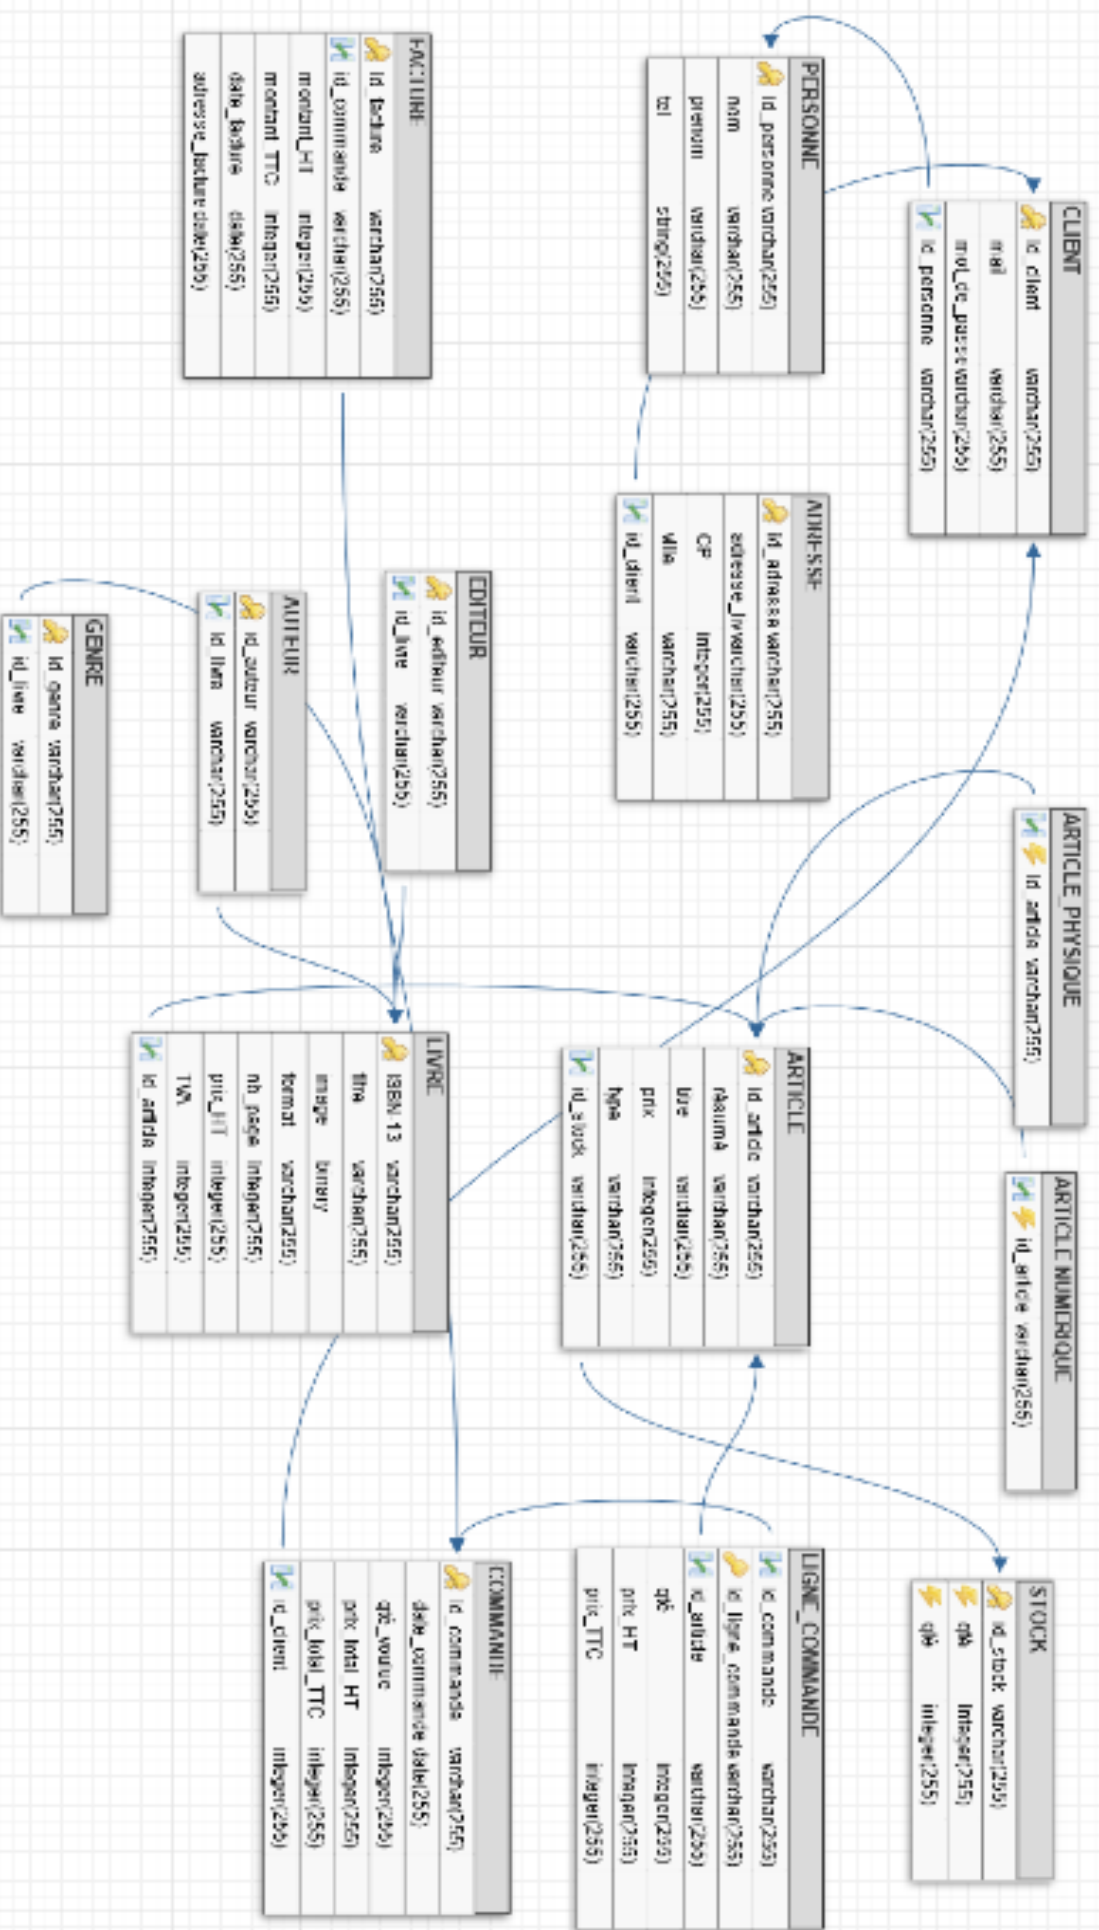 CLIENT
id_client varchar(255)
mail varchar(255)
mot_de_passe varchar(255)
id_personne varchar(255)
ARTICLE_PHYSIQUE
id_article varchar(255)
ARTICLE NUMERIQUE
id_article varchar(255)
STOCK
id_stock varchar(255)
qté integer(255)
qté integer(255)
PERSONNE
id_personne varchar(255)
nom varchar(255)
prenom varchar(255)
tel string(255)
ADRESSE
id_adresse varchar(255)
adresse_liv varchar(255)
CP integer(255)
ville varchar(255)
id_client varchar(255)
ARTICLE
id_article varchar(255)
résumé varchar(255)
titre varchar(255)
prix integer(255)
type varchar(255)
id_stock varchar(255)
LIGNE_COMMANDE
id_commande varchar(255)
id_ligne_commande varchar(255)
id_article varchar(255)
qté integer(255)
prix_HT integer(255)
prix_TTC integer(255)
FACTURE
id_facture varchar(255)
id_commande varchar(255)
montant_HT integer(255)
montant_TTC integer(255)
date_facture date(255)
adresse_facture date(255)
EDITEUR
id_editeur varchar(255)
id_livre varchar(255)
AUTEUR
id_auteur varchar(255)
id_livre varchar(255)
GENRE
id_genre varchar(255)
id_livre varchar(255)
LIVRE
ISBN-13 varchar(255)
titre varchar(255)
image binary
format varchar(255)
nb_page integer(255)
prix_HT integer(255)
TVA integer(255)
id_article integer(255)
COMMANDE
id_commande varchar(255)
date_commande date(255)
qté_voulue integer(255)
prix_total_HT integer(255)
prix_total_TTC integer(255)
id_client integer(255)